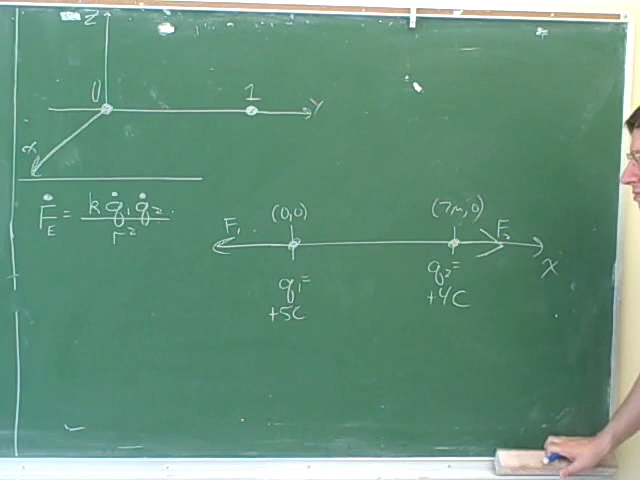 Z
0 1 Y
x
F_E = k q_1 q_2 / r^2
F_1 (0,0) (7m,0) F_2
X
q_1 = q_2 =
+5C +4C